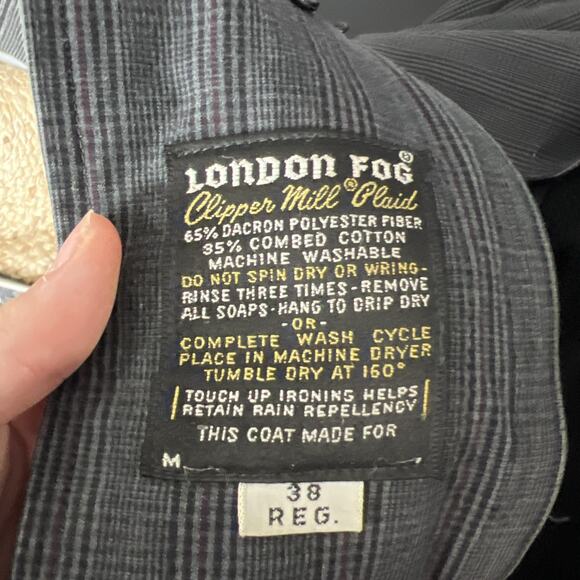 LONDON FOG®
Clipper Mill® Plaid
65% DACRON POLYESTER FIBER
35% COMBED COTTON
MACHINE WASHABLE
DO NOT SPIN DRY OR WRING-
RINSE THREE TIMES-REMOVE
ALL SOAPS-HANG TO DRIP DRY
-OR-
COMPLETE WASH CYCLE
PLACE IN MACHINE DRYER
TUMBLE DRY AT 160°
TOUCH UP IRONING HELPS
RETAIN RAIN REPELLENCY
THIS COAT MADE FOR
M
38
REG.